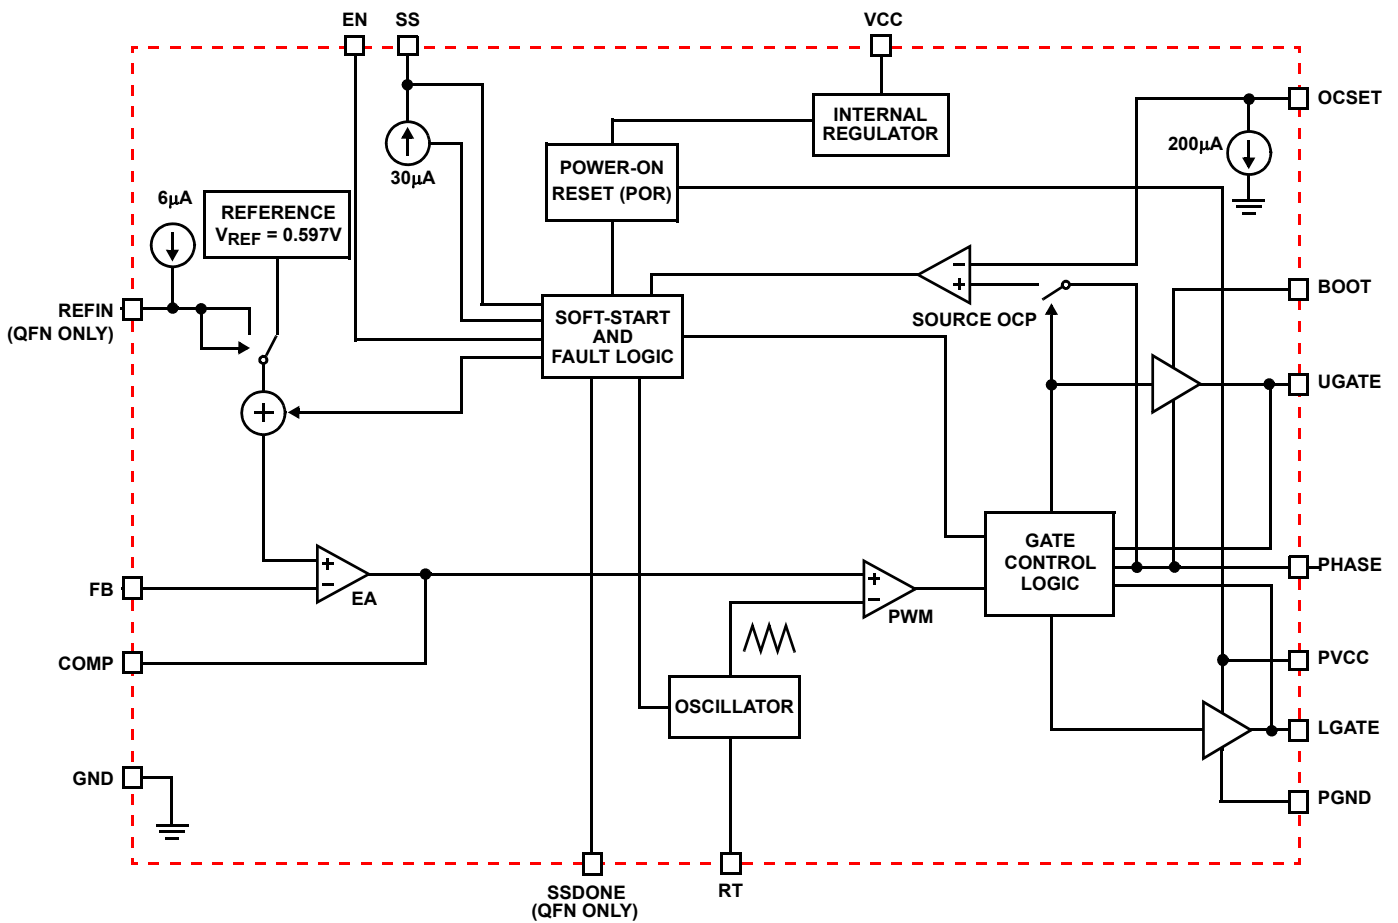 EN
SS
VCC
OCSET
INTERNAL
REGULATOR
200μA
30μA
POWER-ON
RESET (POR)
6μA
REFERENCE
VREF = 0.597V
REFIN
(QFN ONLY)
BOOT
SOURCE OCP
SOFT-START
AND
FAULT LOGIC
UGATE
GATE
CONTROL
LOGIC
PHASE
FB
EA
PWM
COMP
PVCC
OSCILLATOR
LGATE
GND
PGND
SSDONE
(QFN ONLY)
RT